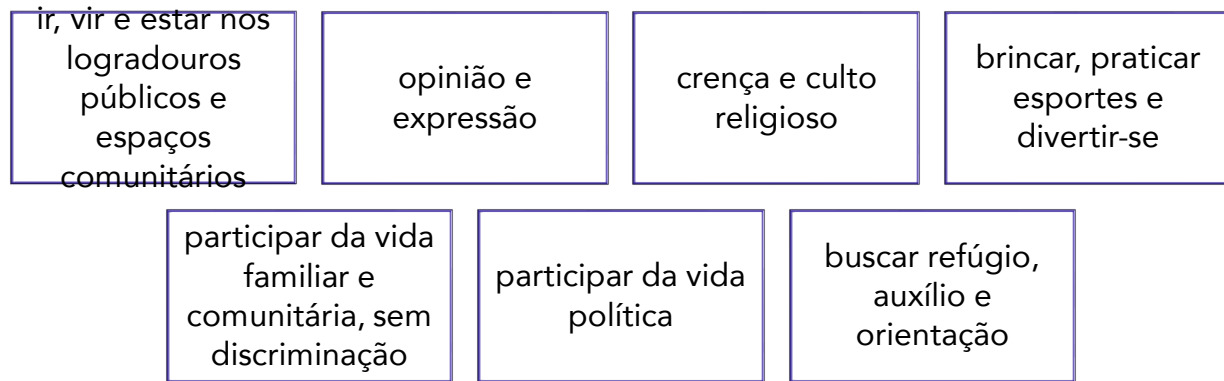 ir, vir e estar nos
logradouros
públicos e
espaços
comunitários
opinião e
expressão
crença e culto
religioso
brincar, praticar
esportes e
divertir-se
participar da vida
familiar e
comunitária, sem
discriminação
participar da vida
política
buscar refúgio,
auxílio e
orientação